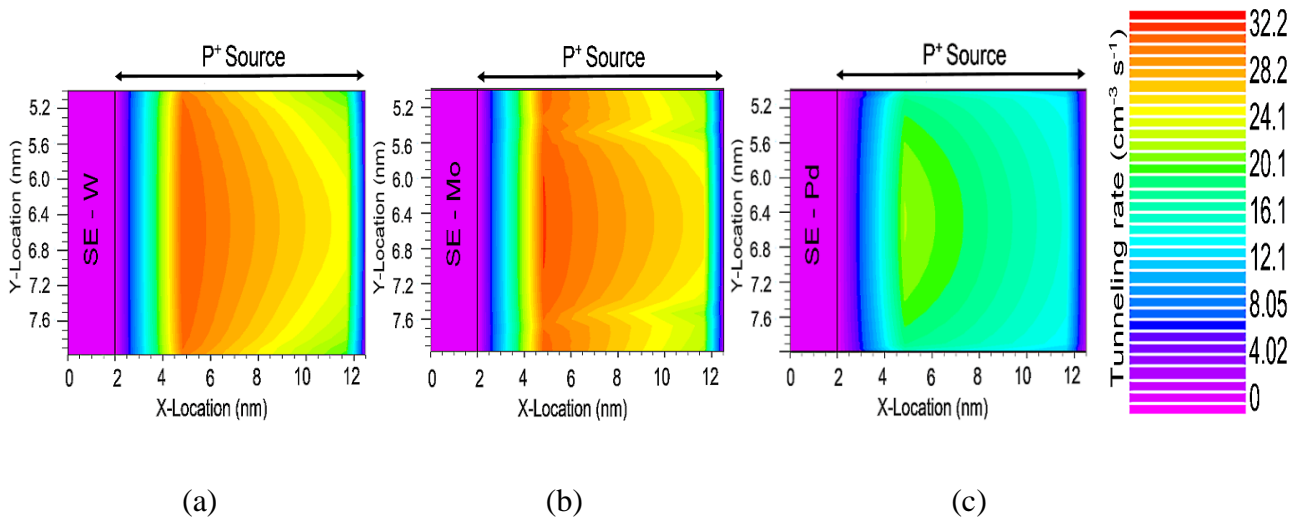 P⁺ Source
5.2
5.6
6.0
6.4
6.8
7.2
7.6
Y-Location (nm)
SE - W
0 2 4 6 8 10 12
X-Location (nm)
(a)
P⁺ Source
5.2
5.6
6.0
6.4
6.8
7.2
7.6
Y-Location (nm)
SE - Mo
0 2 4 6 8 10 12
X-Location (nm)
(b)
P⁺ Source
5.2
5.6
6.0
6.4
6.8
7.2
7.6
Y-Location (nm)
SE - Pd
0 2 4 6 8 10 12
X-Location (nm)
(c)
Tunneling rate (cm⁻³ s⁻¹)
32.2
28.2
24.1
20.1
16.1
12.1
8.05
4.02
0